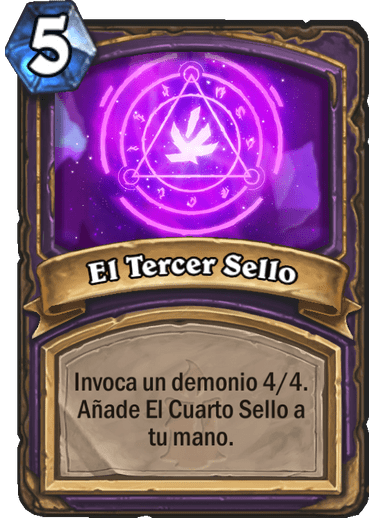 5
El Tercer Sello
Invoca un demonio 4/4.
Añade El Cuarto Sello a
tu mano.